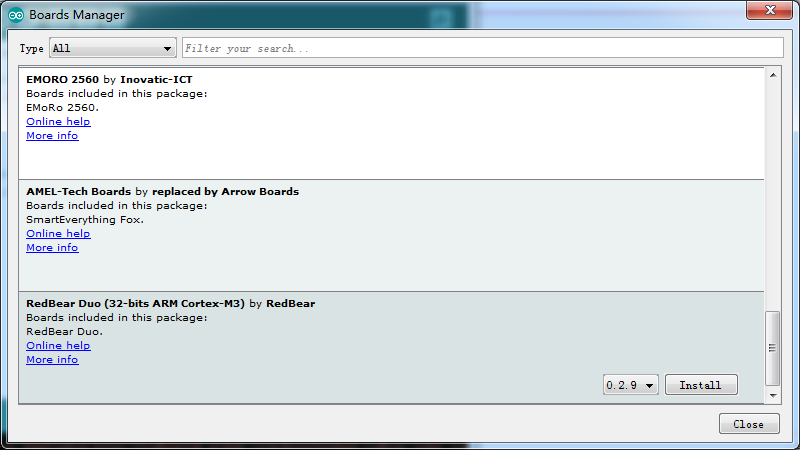 Boards Manager
Type All Filter your search...
EMORO 2560 by Inovatic-ICT
Boards included in this package:
EMoRo 2560.
Online help
More info
AMEL-Tech Boards by replaced by Arrow Boards
Boards included in this package:
SmartEverything Fox.
Online help
More info
RedBear Duo (32-bits ARM Cortex-M3) by RedBear
Boards included in this package:
RedBear Duo.
Online help
More info
0.2.9 Install
Close